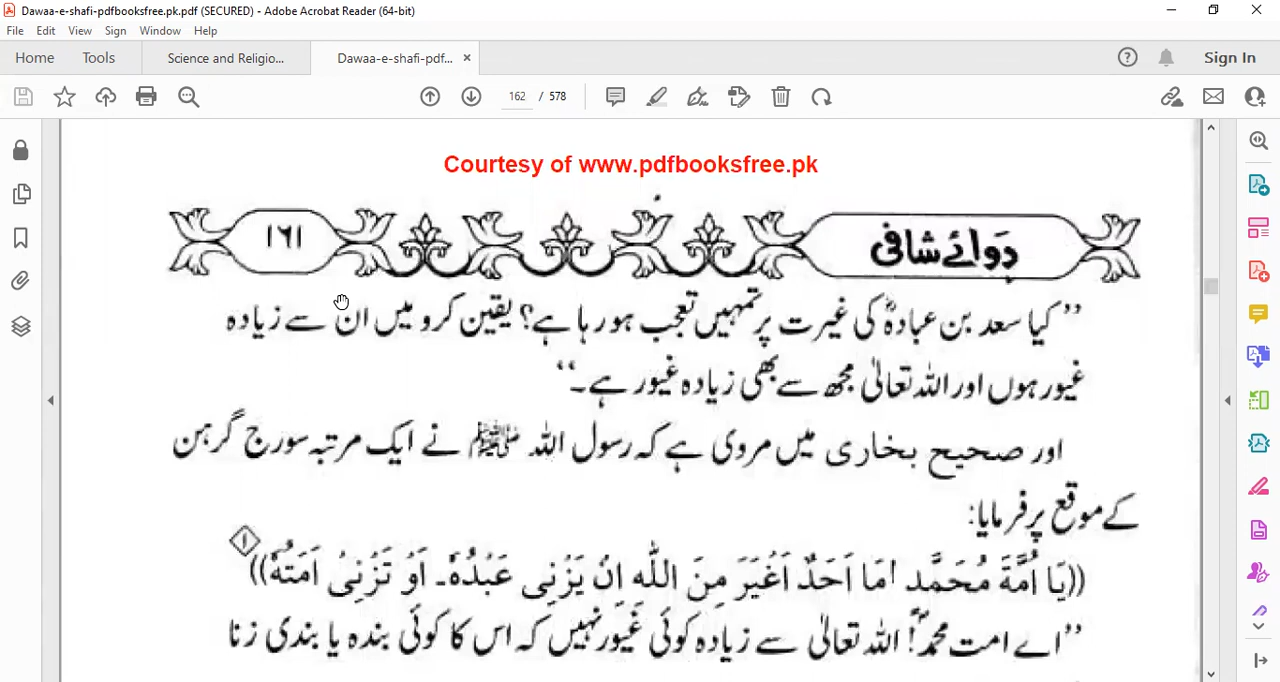 Dawaa-e-shafi-pdfbooksfree.pk.pdf (SECURED) - Adobe Acrobat Reader (64-bit)
File Edit View Sign Window Help
Home Tools Science and Religio... Dawaa-e-shafi-pdf... × Sign In
162 / 578
Courtesy of www.pdfbooksfree.pk
دَوائے شافی ۱۶۱
’’کیا سعد بن عبادہؓ کی غیرت پر تمہیں تعجب ہو رہا ہے؟ یقین کرو میں ان سے زیادہ
غیور ہوں اور اللہ تعالیٰ مجھ سے بھی زیادہ غیور ہے۔‘‘
اور صحیح بخاری میں مروی ہے کہ رسول اللہ ﷺ نے ایک مرتبہ سورج گرہن
کے موقع پر فرمایا:
((يَا اُمَّةَ مُحَمَّد! مَا اَحَدٌ اَغْيَرَ مِنَ اللّٰهِ اَنْ يَزْنِى عَبْدُهٗ۔ اَوْ تَزْنِىْ اَمَتُهٗ)) ۱
’’اے امت محمدؐ! اللہ تعالیٰ سے زیادہ کوئی غیور نہیں کہ اس کا کوئی بندہ یا بندی زنا